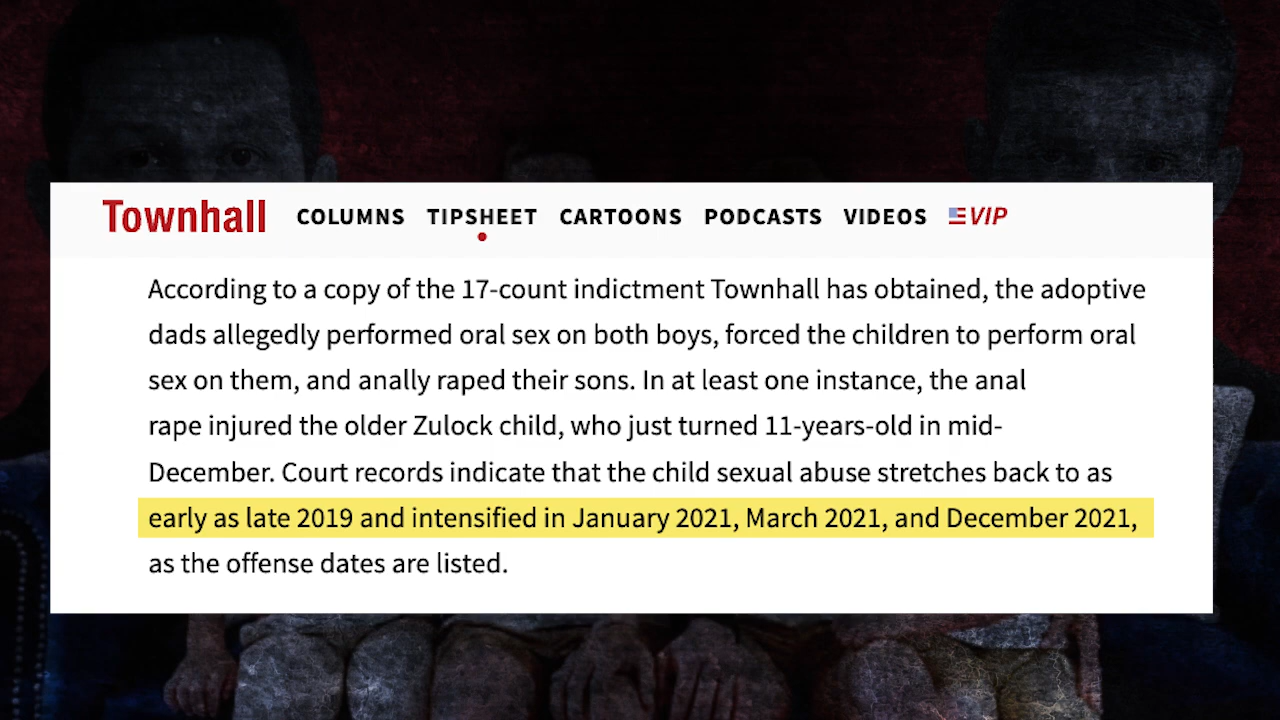 Townhall COLUMNS TIPSHEET CARTOONS PODCASTS VIDEOS VIP
According to a copy of the 17-count indictment Townhall has obtained, the adoptive
dads allegedly performed oral sex on both boys, forced the children to perform oral
sex on them, and anally raped their sons. In at least one instance, the anal
rape injured the older Zulock child, who just turned 11-years-old in mid-
December. Court records indicate that the child sexual abuse stretches back to as
early as late 2019 and intensified in January 2021, March 2021, and December 2021,
as the offense dates are listed.